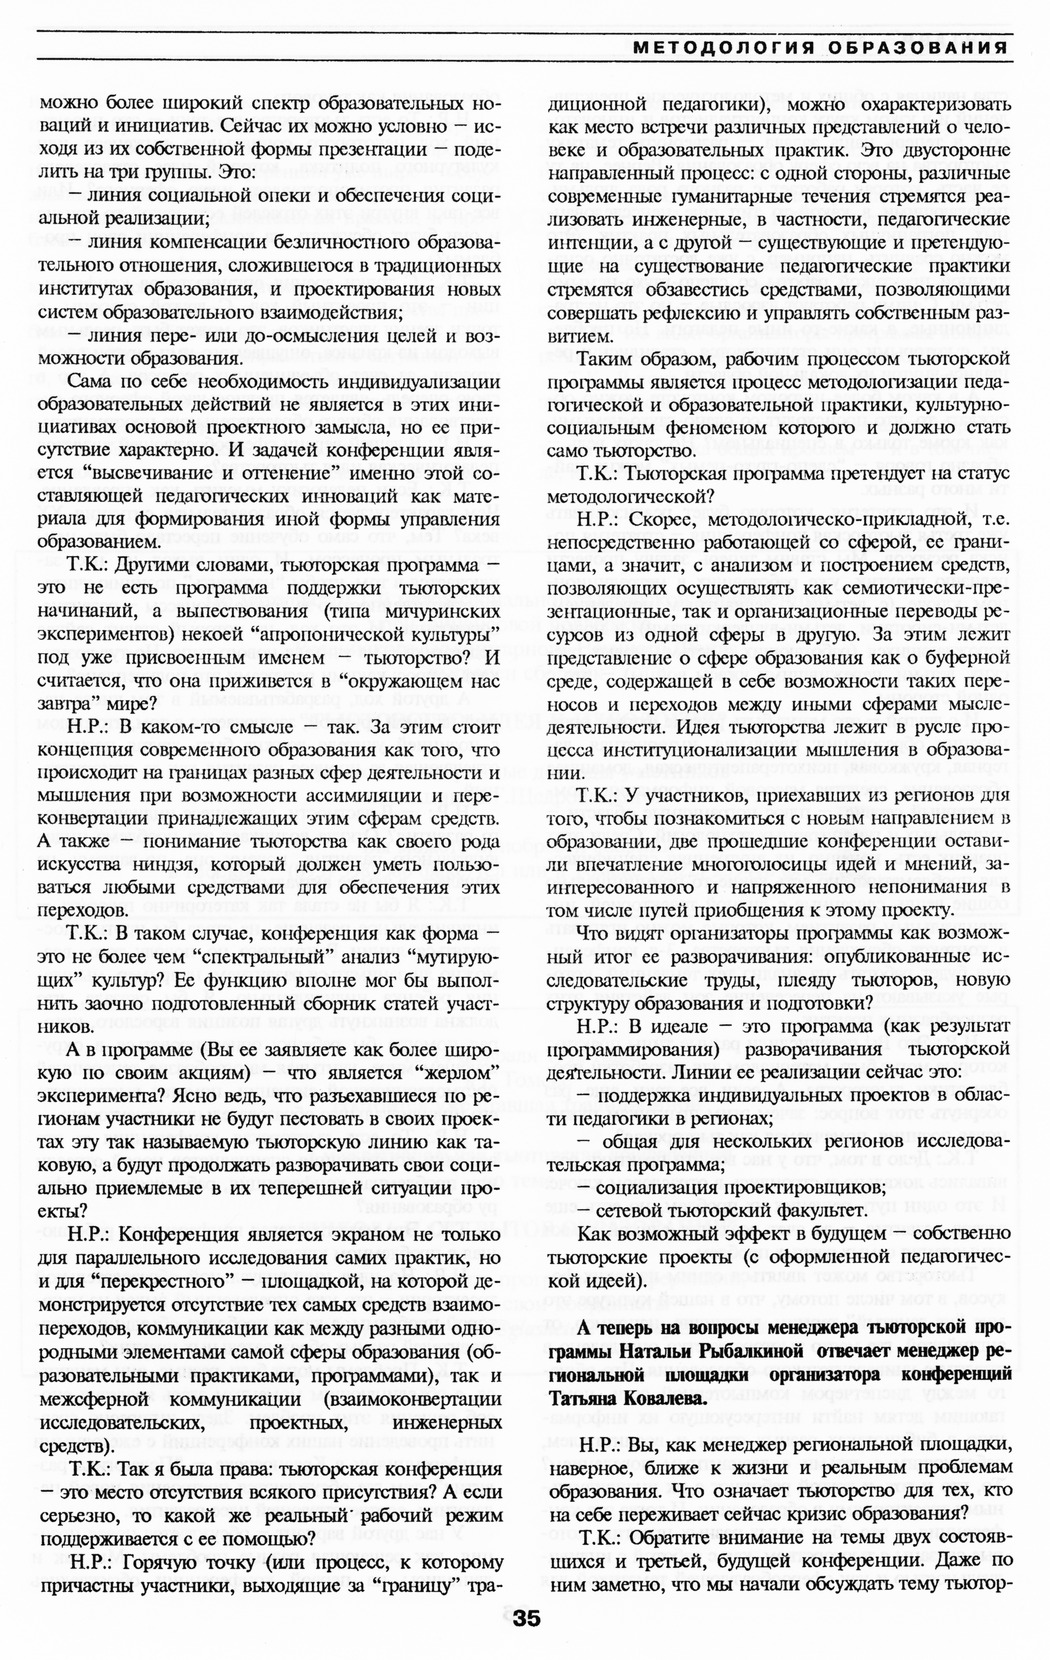 МЕТОДОЛОГИЯ ОБРАЗОВАНИЯ
можно более широкий спектр образовательных но-
ваций и инициатив. Сейчас их можно условно — ис-
ходя из их собственной формы презентации — поде-
лить на три группы. Это:
— линия социальной опеки и обеспечения соци-
альной реализации;
— линия компенсации безличностного образова-
тельного отношения, сложившегося в традиционных
институтах образования, и проектирования новых
систем образовательного взаимодействия;
— линия пере- или до-осмысления целей и воз-
можности образования.
Сама по себе необходимость индивидуализации
образовательных действий не является в этих ини-
циативах основой проектного замысла, но ее при-
сутствие характерно. И задачей конференции явля-
ется “высвечивание и оттенение” именно этой со-
ставляющей педагогических инноваций как мате-
риала для формирования иной формы управления
образованием.
Т.К.: Другими словами, тьюторская программа —
это не есть программа поддержки тьюторских
начинаний, а выпествования (типа мичуринских
экспериментов) некоей “апропонической культуры”
под уже присвоенным именем — тьюторство? И
считается, что она приживется в “окружающем нас
завтра” мире?
Н.Р.: В каком-то смысле — так. За этим стоит
концепция современного образования как того, что
происходит на границах разных сфер деятельности и
мышления при возможности ассимиляции и пере-
конвертации принадлежащих этим сферам средств.
А также — понимание тьюторства как своего рода
искусства ниндзя, который должен уметь пользо-
ваться любыми средствами для обеспечения этих
переходов.
Т.К.: В таком случае, конференция как форма —
это не более чем “спектральный” анализ “мутирую-
щих” культур? Ее функцию вполне мог бы выпол-
нить заочно подготовленный сборник статей участ-
ников.
А в программе (Вы ее заявляете как более широ-
кую по своим акциям) — что является “жерлом”
эксперимента? Ясно ведь, что разъехавшиеся по ре-
гионам участники не будут пестовать в своих проек-
тах эту так называемую тьюторскую линию как та-
ковую, а будут продолжать разворачивать свои соци-
ально приемлемые в их теперешней ситуации про-
екты?
Н.Р.: Конференция является экраном не только
для параллельного исследования самих практик, но
и для “перекрестного” — площадкой, на которой де-
монстрируется отсутствие тех самых средств взаимо-
переходов, коммуникации как между разными одно-
родными элементами самой сферы образования (об-
разовательными практиками, программами), так и
межсферной коммуникации (взаимоконвертации
исследовательских, проектных, инженерных
средств).
Т.К.: Так я была права: тьюторская конференция
— это место отсутствия всякого присутствия? А если
серьезно, то какой же реальный рабочий режим
поддерживается с ее помощью?
Н.Р.: Горячую точку (или процесс, к которому
причастны участники, выходящие за “границу” тра-
диционной педагогики), можно охарактеризовать
как место встречи различных представлений о чело-
веке и образовательных практик. Это двусторонне
направленный процесс: с одной стороны, различные
современные гуманитарные течения стремятся реа-
лизовать инженерные, в частности, педагогические
интенции, а с другой — существующие и претендую-
щие на существование педагогические практики
стремятся обзавестись средствами, позволяющими
совершать рефлексию и управлять собственным раз-
витием.
Таким образом, рабочим процессом тьюторской
программы является процесс методологизации педа-
гогической и образовательной практики, культурно-
социальным феноменом которого и должно стать
само тьюторство.
Т.К.: Тьюторская программа претендует на статус
методологической?
Н.Р.: Скорее, методологическо-прикладной, т.е.
непосредственно работающей со сферой, ее грани-
цами, а значит, с анализом и построением средств,
позволяющих осуществлять как семиотически-пре-
зентационные, так и организационные переводы ре-
сурсов из одной сферы в другую. За этим лежит
представление о сфере образования как о буферной
среде, содержащей в себе возможности таких пере-
носов и переходов между иными сферами мысле-
деятельности. Идея тьюторства лежит в русле про-
цесса институционализации мышления в образова-
нии.
Т.К.: У участников, приехавших из регионов для
того, чтобы познакомиться с новым направлением в
образовании, две прошедшие конференции остави-
ли впечатление многоголосицы идей и мнений, за-
интересованного и напряженного непонимания в
том числе путей приобщения к этому проекту.
Что видят организаторы программы как возмож-
ный итог ее разворачивания: опубликованные ис-
следовательские труды, плеяду тьюторов, новую
структуру образования и подготовки?
Н.Р.: В идеале — это программа (как результат
программирования) разворачивания тьюторской
деятельности. Линии ее реализации сейчас это:
— поддержка индивидуальных проектов в облас-
ти педагогики в регионах;
— общая для нескольких регионов исследова-
тельская программа;
— социализация проектировщиков;
— сетевой тьюторский факультет.
Как возможный эффект в будущем — собственно
тьюторские проекты (с оформленной педагогичес-
кой идеей).
А теперь на вопросы менеджера тьюторской про-
граммы Натальи Рыбалкиной отвечает менеджер ре-
гиональной площадки организатора конференций
Татьяна Ковалева.
Н.Р.: Вы, как менеджер региональной площадки,
наверное, ближе к жизни и реальным проблемам
образования. Что означает тьюторство для тех, кто
на себе переживает сейчас кризис образования?
Т.К.: Обратите внимание на темы двух состояв-
шихся и третьей, будущей конференции. Даже по
ним заметно, что мы начали обсуждать тему тьютор-
35